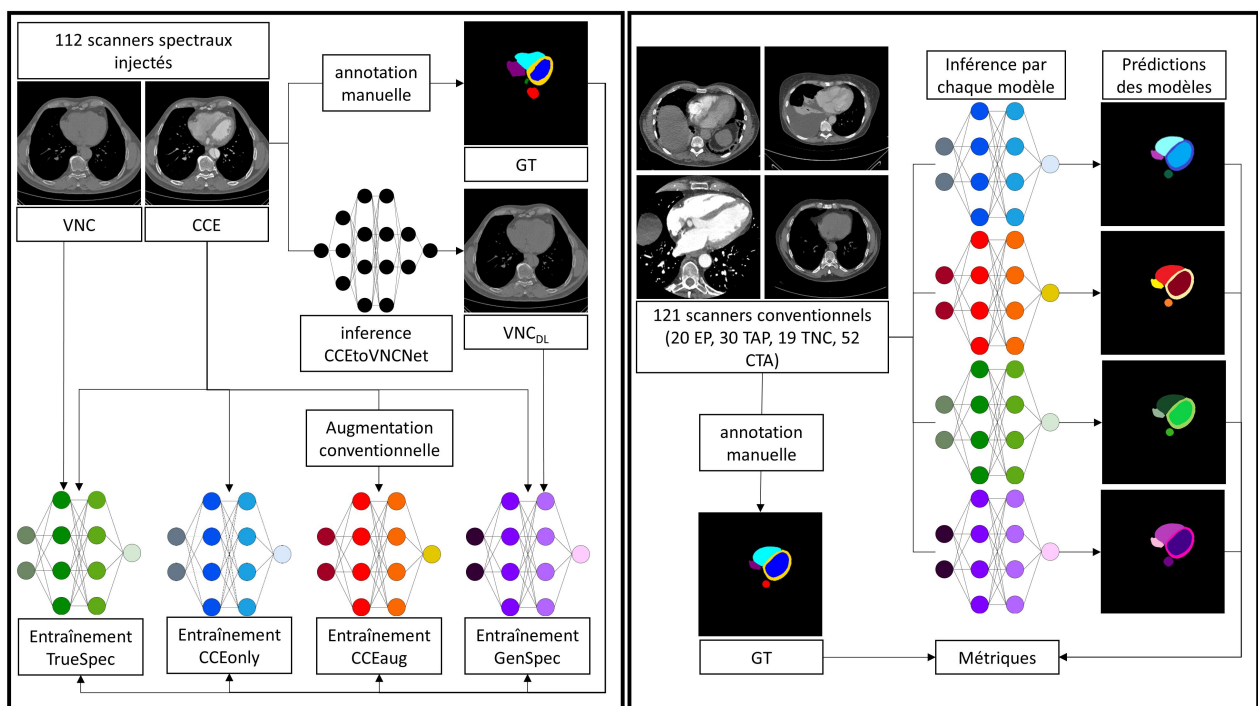 112 scanners spectraux
injectés
annotation
manuelle
GT
VNC
CCE
inference
CCEtoVNCNet
VNC_DL
Augmentation
conventionnelle
Entraînement
TrueSpec
Entraînement
CCEonly
Entraînement
CCEaug
Entraînement
GenSpec
Inférence par
chaque modèle
Prédictions
des modèles
121 scanners conventionnels
(20 EP, 30 TAP, 19 TNC, 52
CTA)
annotation
manuelle
GT
Métriques